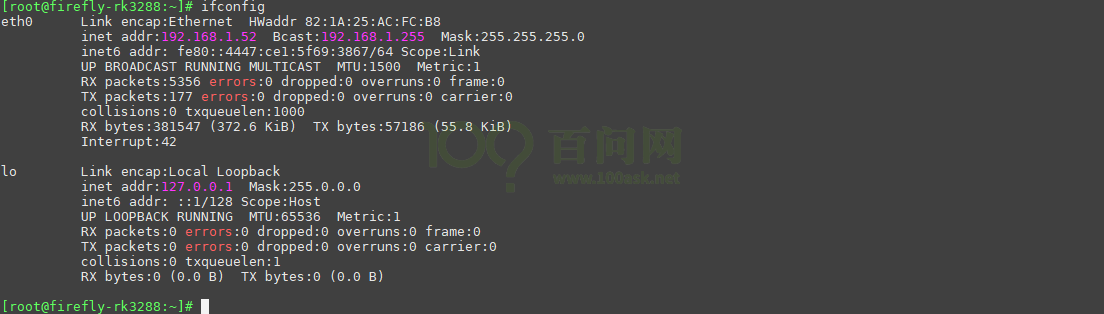 [root@firefly-rk3288:~]# ifconfig
eth0      Link encap:Ethernet  HWaddr 82:1A:25:AC:FC:B8
          inet addr:192.168.1.52  Bcast:192.168.1.255  Mask:255.255.255.0
          inet6 addr: fe80::4447:ce1:5f69:3867/64 Scope:Link
          UP BROADCAST RUNNING MULTICAST  MTU:1500  Metric:1
          RX packets:5356 errors:0 dropped:0 overruns:0 frame:0
          TX packets:177 errors:0 dropped:0 overruns:0 carrier:0
          collisions:0 txqueuelen:1000
          RX bytes:381547 (372.6 KiB)  TX bytes:57186 (55.8 KiB)
          Interrupt:42
100? 百问网
www.100ask.net
lo        Link encap:Local Loopback
          inet addr:127.0.0.1  Mask:255.0.0.0
          inet6 addr: ::1/128 Scope:Host
          UP LOOPBACK RUNNING  MTU:65536  Metric:1
          RX packets:0 errors:0 dropped:0 overruns:0 frame:0
          TX packets:0 errors:0 dropped:0 overruns:0 carrier:0
          collisions:0 txqueuelen:1
          RX bytes:0 (0.0 B)  TX bytes:0 (0.0 B)
[root@firefly-rk3288:~]#